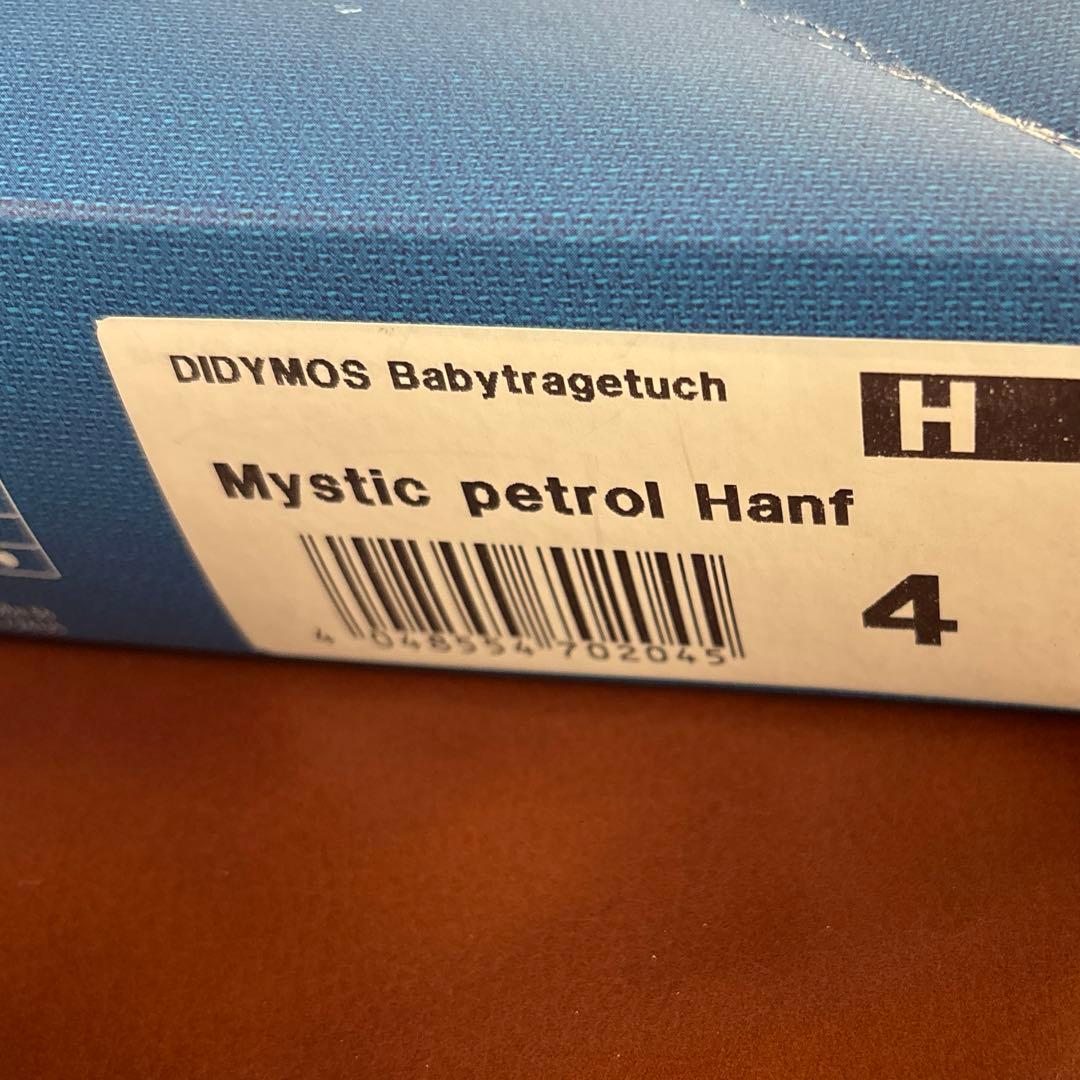 DIDYMOS Babytragetuch
H
Mystic petrol Hanf
4
4 048554 702045